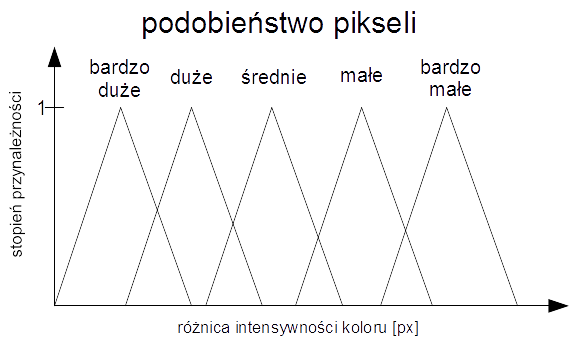 podobieństwo pikseli
bardzo
duże
duże
średnie
małe
bardzo
małe
1
stopień przynależności
różnica intensywności koloru [px]